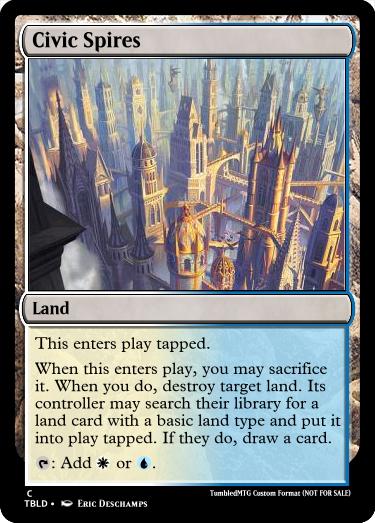 Civic Spires
Land
This enters play tapped.
When this enters play, you may sacrifice
it. When you do, destroy target land. Its
controller may search their library for a
land card with a basic land type and put it
into play tapped. If they do, draw a card.
: Add or .
C
TBLD • Eric Deschamps
TumbledMTG Custom Format (NOT FOR SALE)